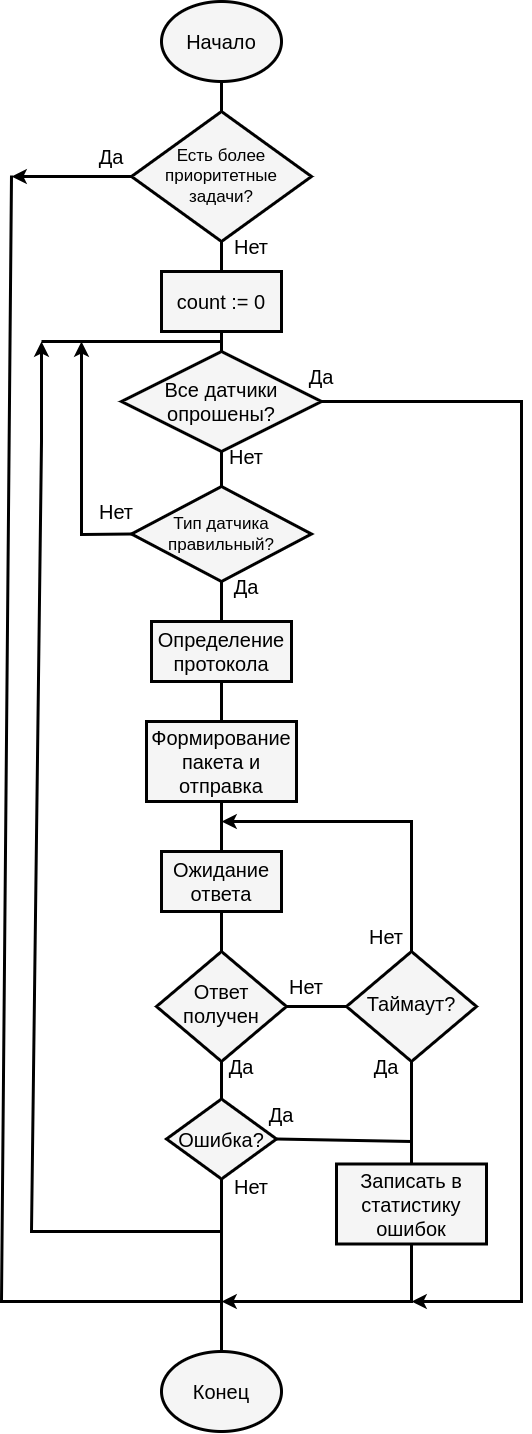 Начало
Да
Есть более
приоритетные
задачи?
Нет
count := 0
Да
Все датчики
опрошены?
Нет
Нет
Тип датчика
правильный?
Да
Определение
протокола
Формирование
пакета и
отправка
Ожидание
ответа
Нет
Ответ
получен
Нет
Таймаут?
Да
Да
Да
Ошибка?
Нет
Записать в
статистику
ошибок
Конец